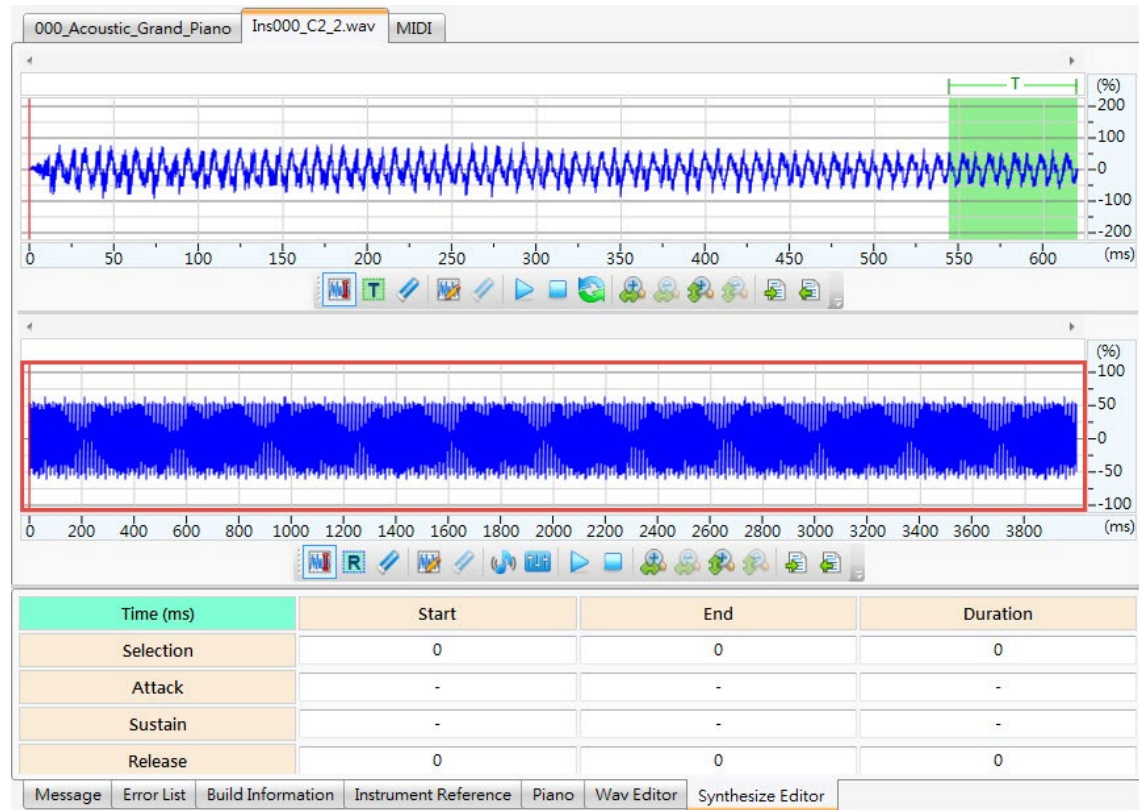 000_Acoustic_Grand_Piano Ins000_C2_2.wav MIDI
T (%)
200
100
0
-100
-200
0 50 100 150 200 250 300 350 400 450 500 550 600 (ms)
T
(%)
100
50
0
-50
-100
0 200 400 600 800 1000 1200 1400 1600 1800 2000 2200 2400 2600 2800 3000 3200 3400 3600 3800 (ms)
R
Time (ms) Start End Duration
Selection 0 0 0
Attack - - -
Sustain - - -
Release 0 0 0
Message Error List Build Information Instrument Reference Piano Wav Editor Synthesize Editor